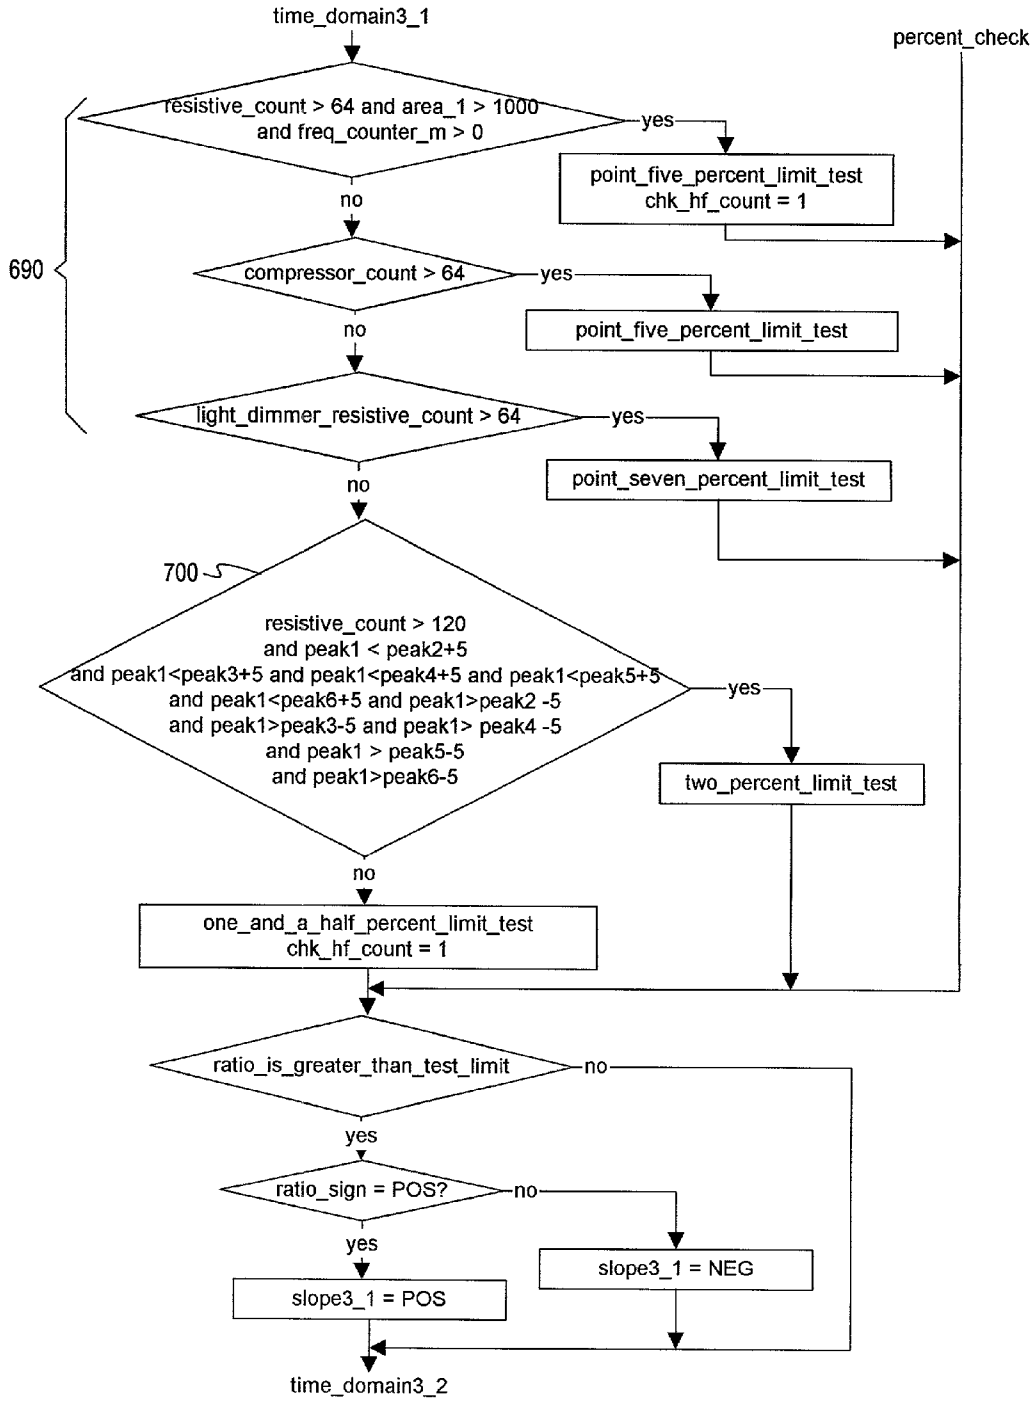 time_domain3_1
percent_check
resistive_count > 64 and area_1 > 1000
and freq_counter_m > 0
yes
point_five_percent_limit_test
chk_hf_count = 1
no
690
compressor_count > 64
yes
point_five_percent_limit_test
no
light_dimmer_resistive_count > 64
yes
point_seven_percent_limit_test
no
700
resistive_count > 120
and peak1 < peak2+5
and peak1<peak3+5 and peak1<peak4+5 and peak1<peak5+5
and peak1<peak6+5 and peak1>peak2 -5
and peak1>peak3-5 and peak1> peak4 -5
and peak1 > peak5-5
and peak1>peak6-5
yes
two_percent_limit_test
no
one_and_a_half_percent_limit_test
chk_hf_count = 1
ratio_is_greater_than_test_limit
no
yes
ratio_sign = POS?
no
yes
slope3_1 = NEG
slope3_1 = POS
time_domain3_2